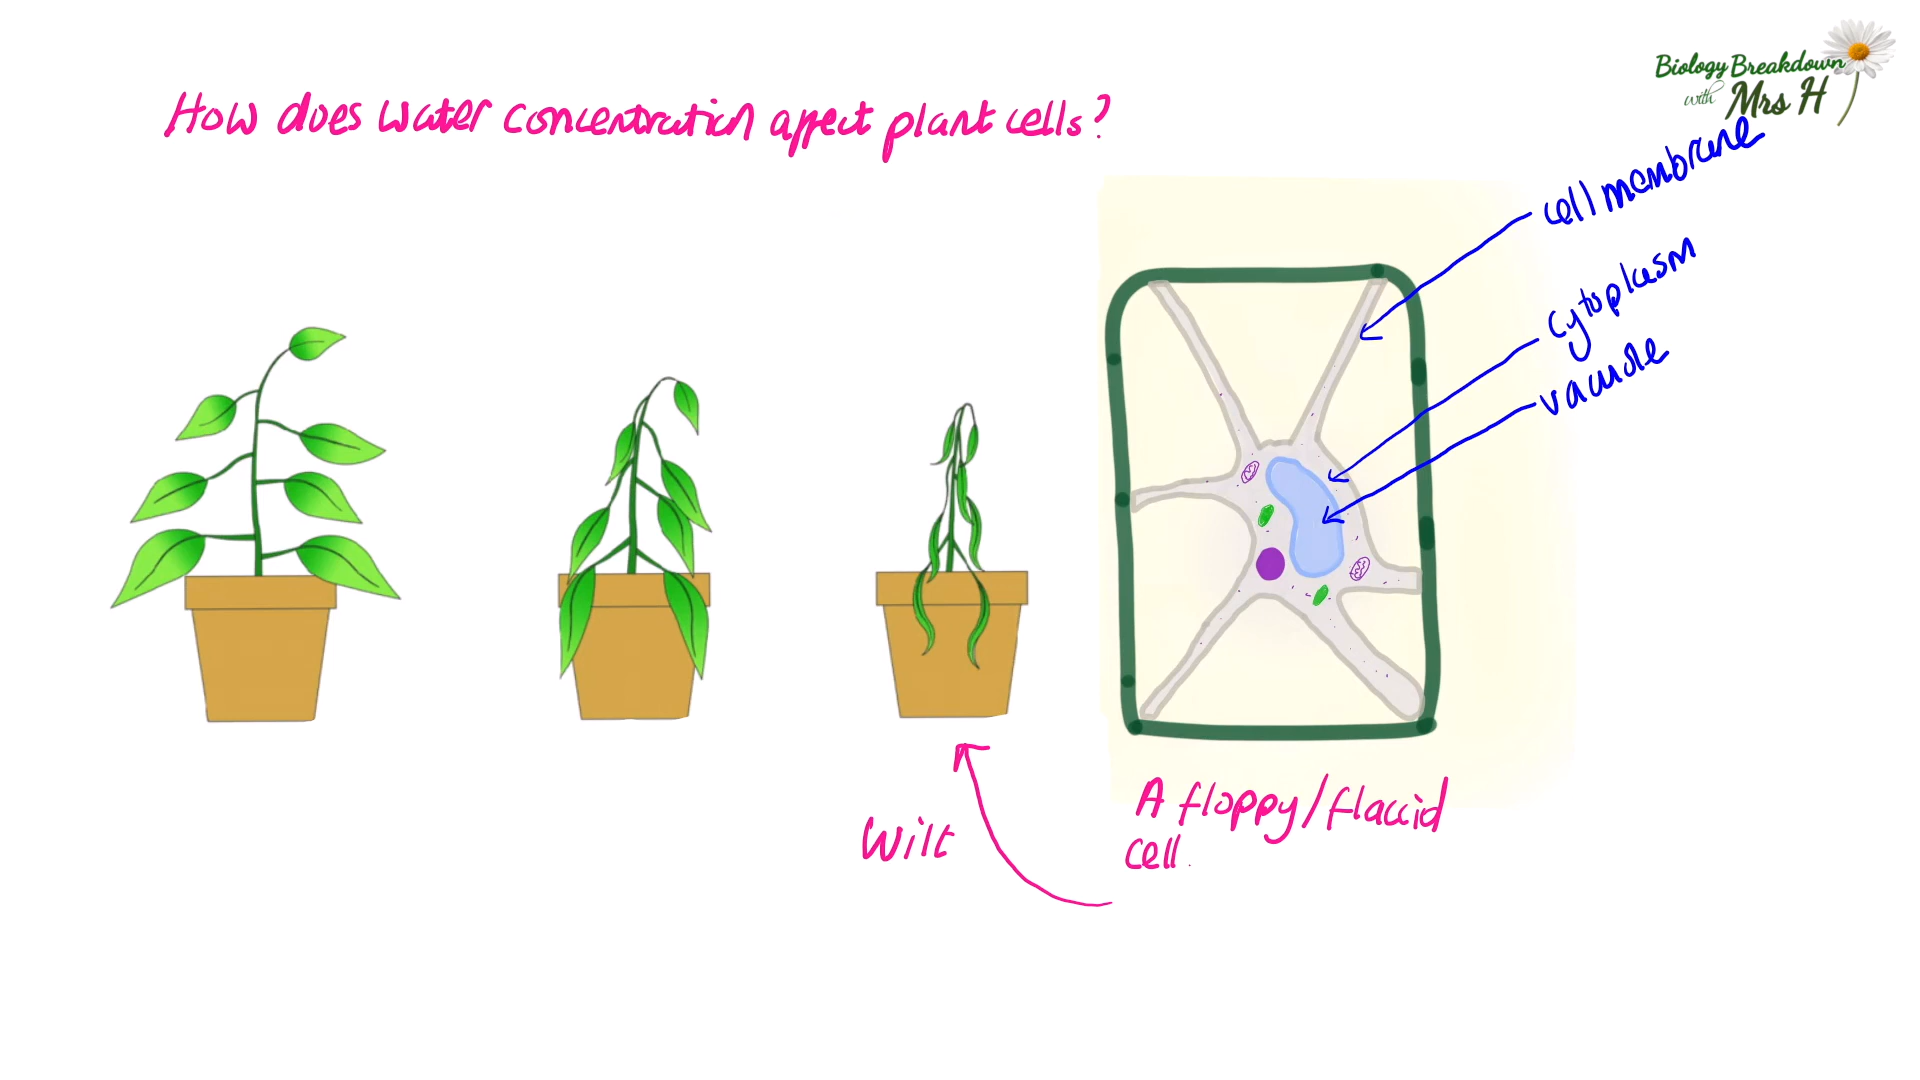 Biology Breakdown
with Mrs H
How does water concentration affect plant cells?
cell membrane
cytoplasm
vacuole
A floppy/flaccid
cell.
Wilt